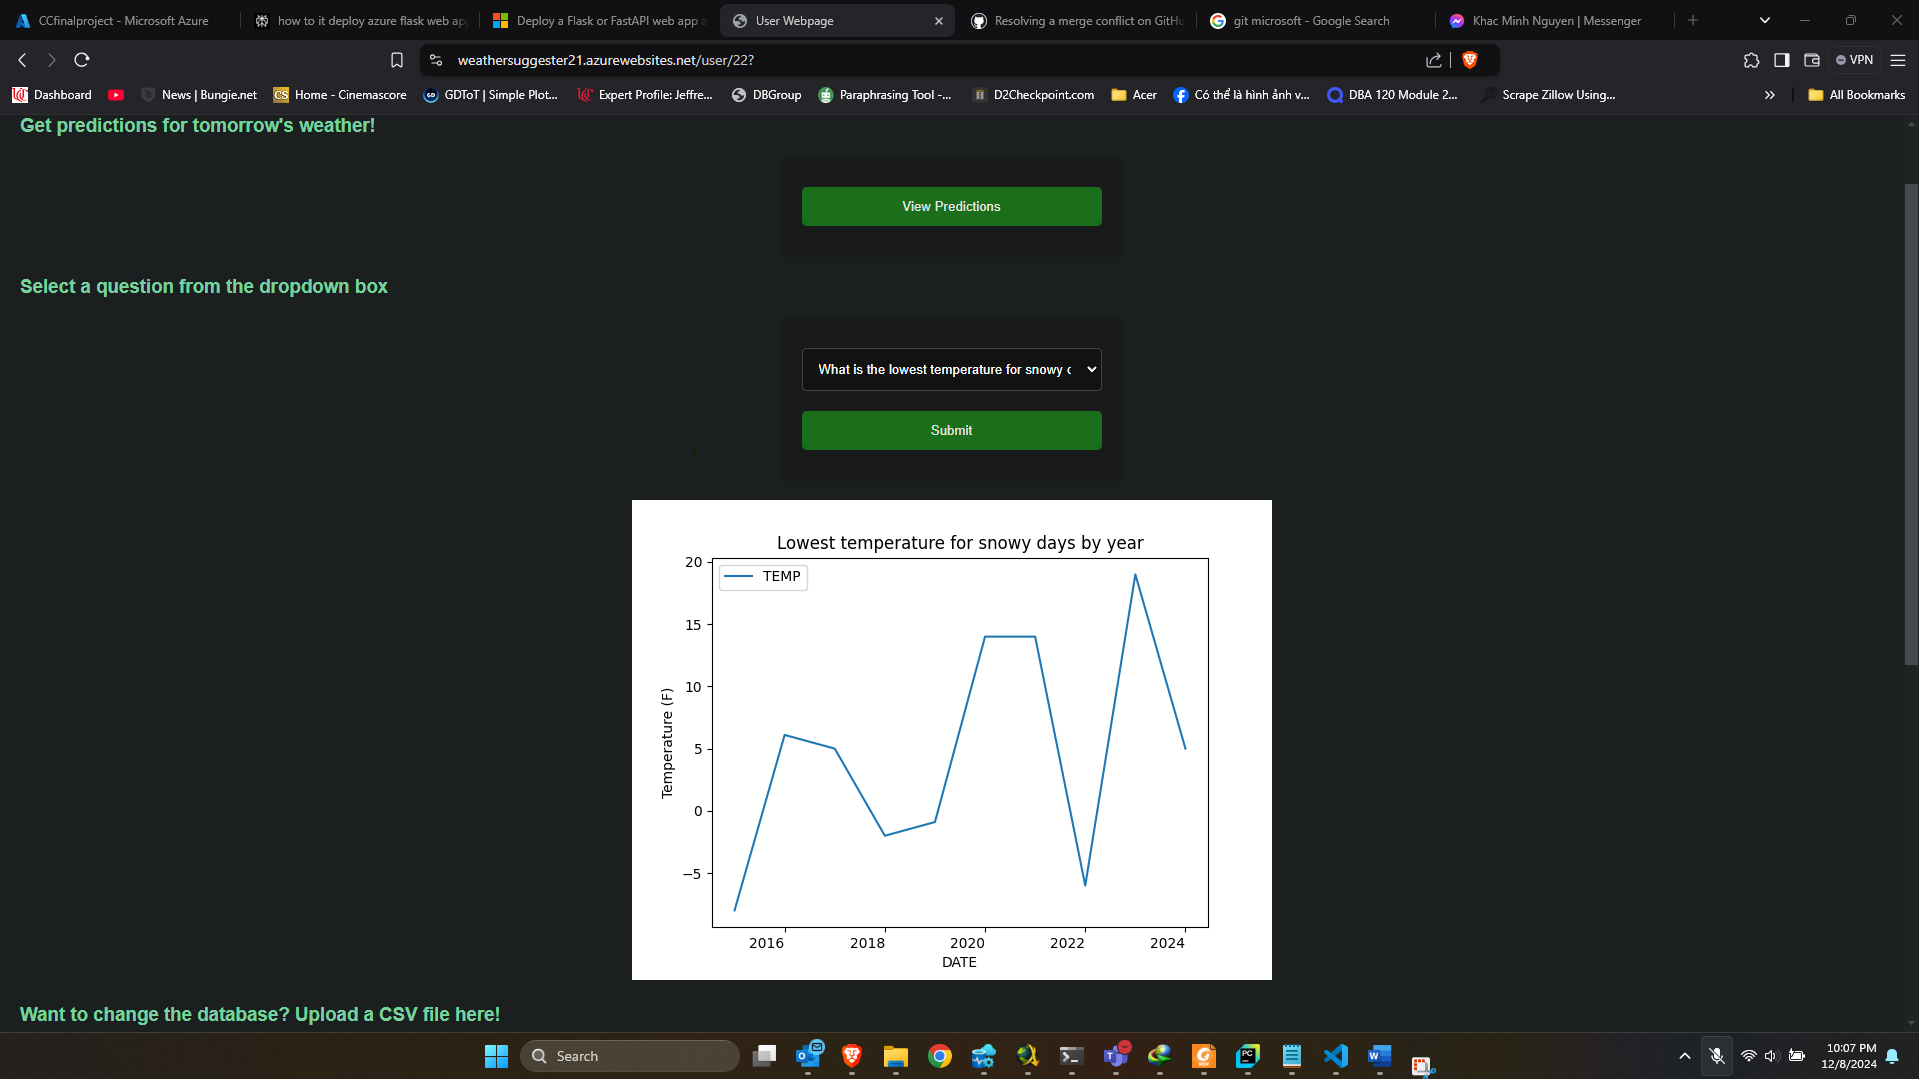 CCfinalproject - Microsoft Azure
how to it deploy azure flask web ap
Deploy a Flask or FastAPI web app a
User Webpage
Resolving a merge conflict on GitHu
git microsoft - Google Search
Khac Minh Nguyen | Messenger
weathersuggester21.azurewebsites.net/user/22?
VPN
Dashboard
News | Bungie.net
Home - Cinemascore
GDToT | Simple Plot...
Expert Profile: Jeffre...
DBGroup
Paraphrasing Tool -...
D2Checkpoint.com
Acer
Có thể là hình ảnh v...
DBA 120 Module 2...
Scrape Zillow Using...
All Bookmarks
Get predictions for tomorrow's weather!
View Predictions
Select a question from the dropdown box
What is the lowest temperature for snowy
Submit
Lowest temperature for snowy days by year
TEMP
20
15
10
5
0
−5
Temperature (F)
2016 2018 2020 2022 2024
DATE
Want to change the database? Upload a CSV file here!
Search
10:07 PM
12/8/2024